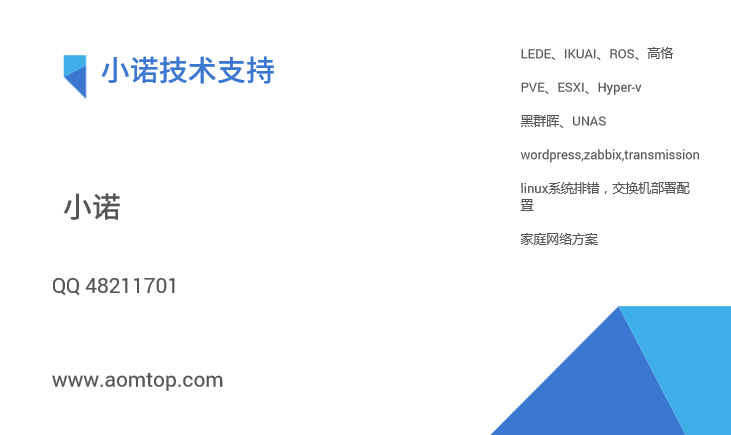 小诺技术支持
小诺
QQ 48211701
www.aomtop.com
LEDE、IKUAI、ROS、高恪
PVE、ESXI、Hyper-v
黑群晖、UNAS
wordpress,zabbix,transmission
linux系统排错，交换机部署配
置
家庭网络方案